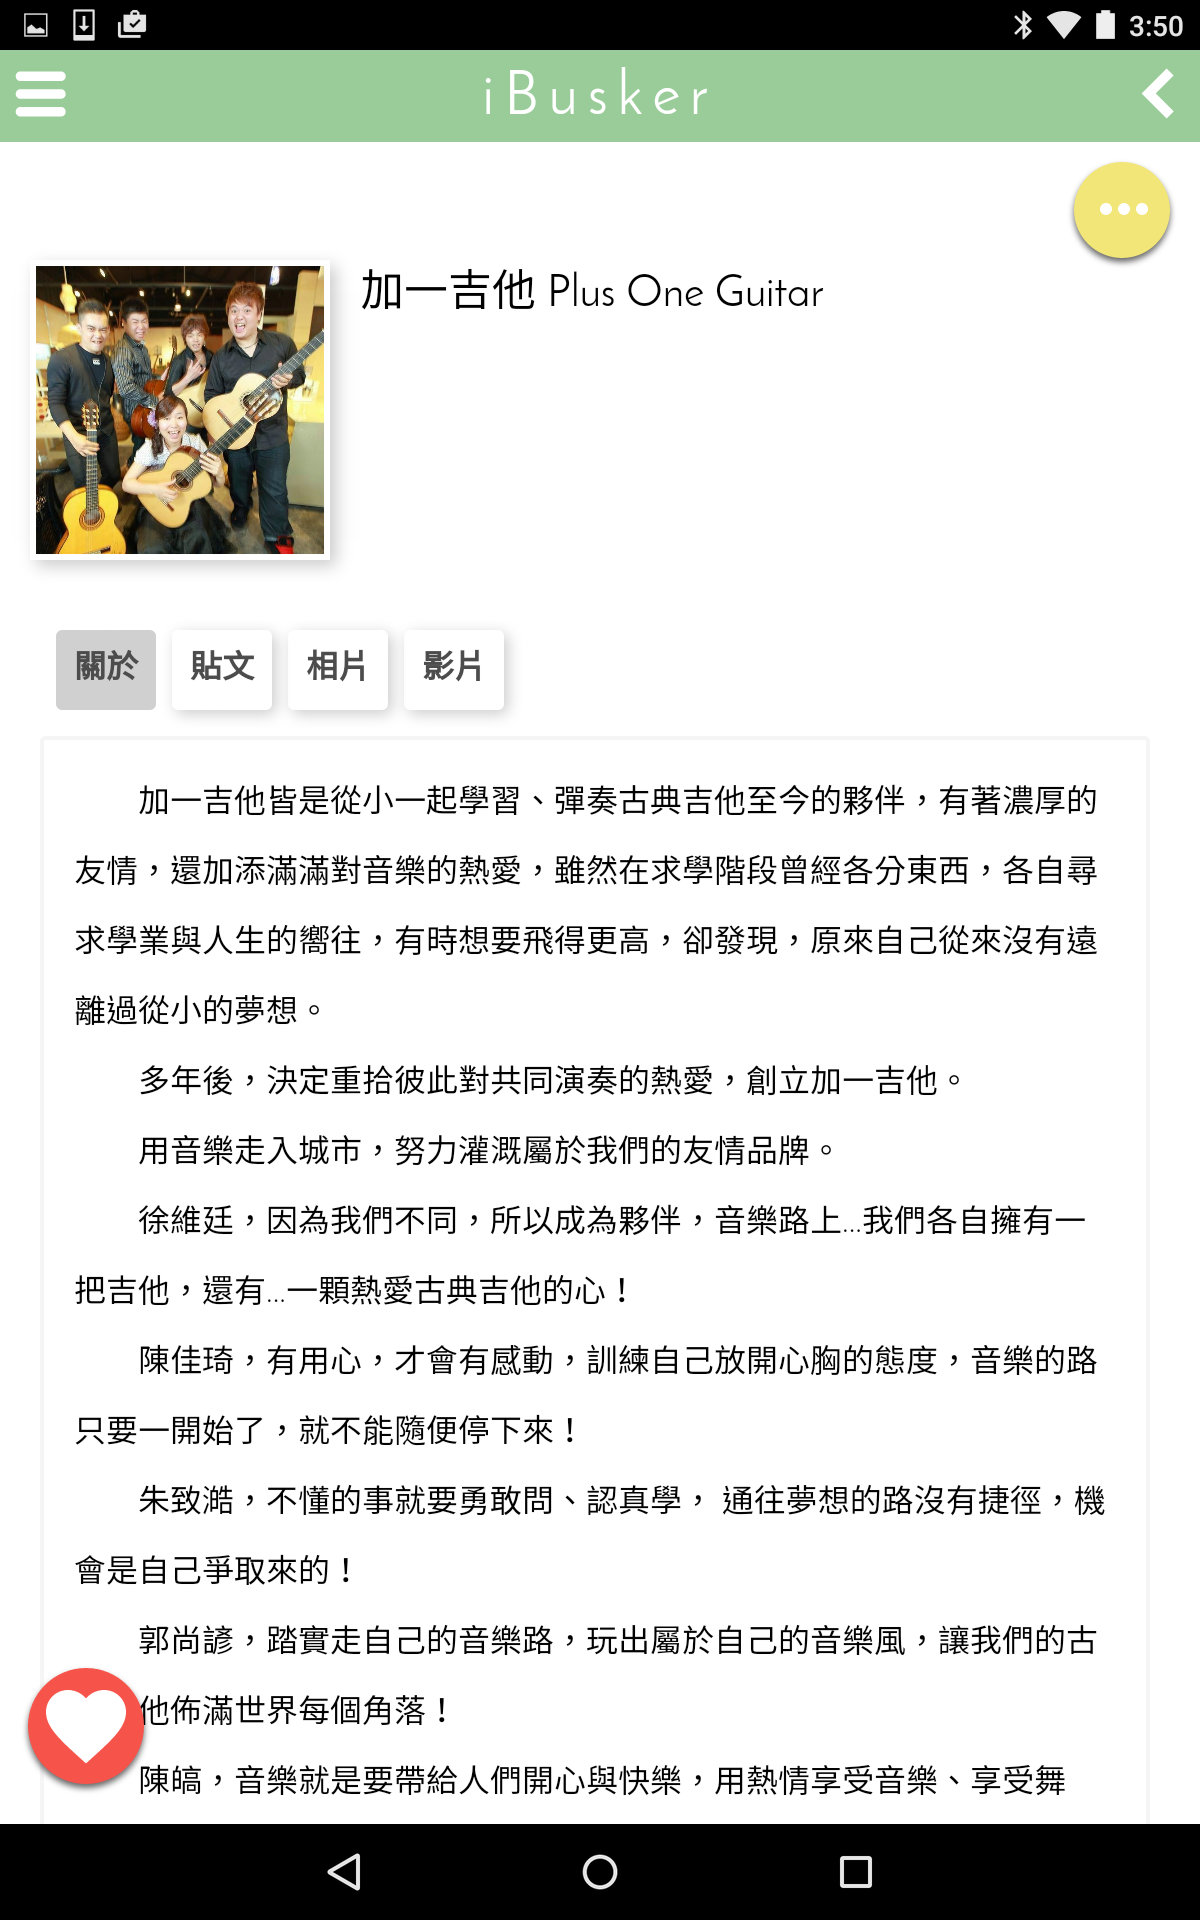 3:50
iBusker
加一吉他 Plus One Guitar
關於
貼文
相片
影片
加一吉他皆是從小一起學習、彈奏古典吉他至今的夥伴，有著濃厚的
友情，還加添滿滿對音樂的熱愛，雖然在求學階段曾經各分東西，各自尋
求學業與人生的嚮往，有時想要飛得更高，卻發現，原來自己從來沒有遠
離過從小的夢想。
多年後，決定重拾彼此對共同演奏的熱愛，創立加一吉他。
用音樂走入城市，努力灌溉屬於我們的友情品牌。
徐維廷，因為我們不同，所以成為夥伴，音樂路上...我們各自擁有一
把吉他，還有...一顆熱愛古典吉他的心！
陳佳琦，有用心，才會有感動，訓練自己放開心胸的態度，音樂的路
只要一開始了，就不能隨便停下來！
朱致澔，不懂的事就要勇敢問、認真學， 通往夢想的路沒有捷徑，機
會是自己爭取來的！
郭尚諺，踏實走自己的音樂路，玩出屬於自己的音樂風，讓我們的古
他佈滿世界每個角落！
陳皜，音樂就是要帶給人們開心與快樂，用熱情享受音樂、享受舞